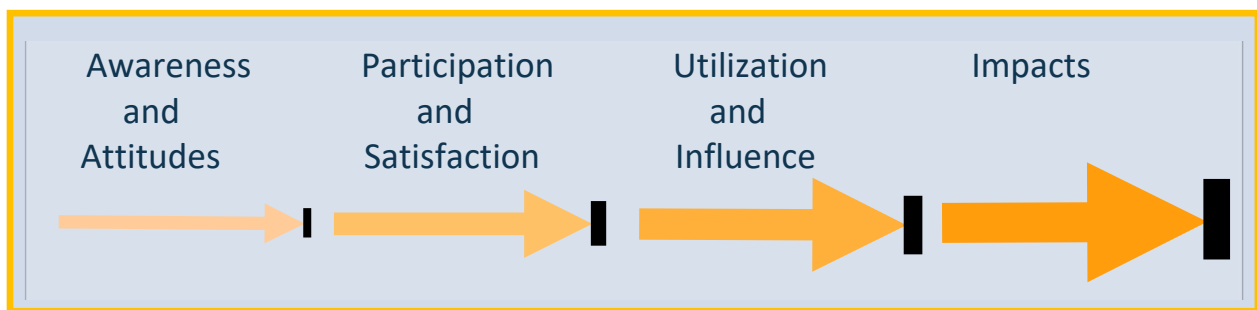 Awareness
and
Attitudes
Participation
and
Satisfaction
Utilization
and
Influence
Impacts